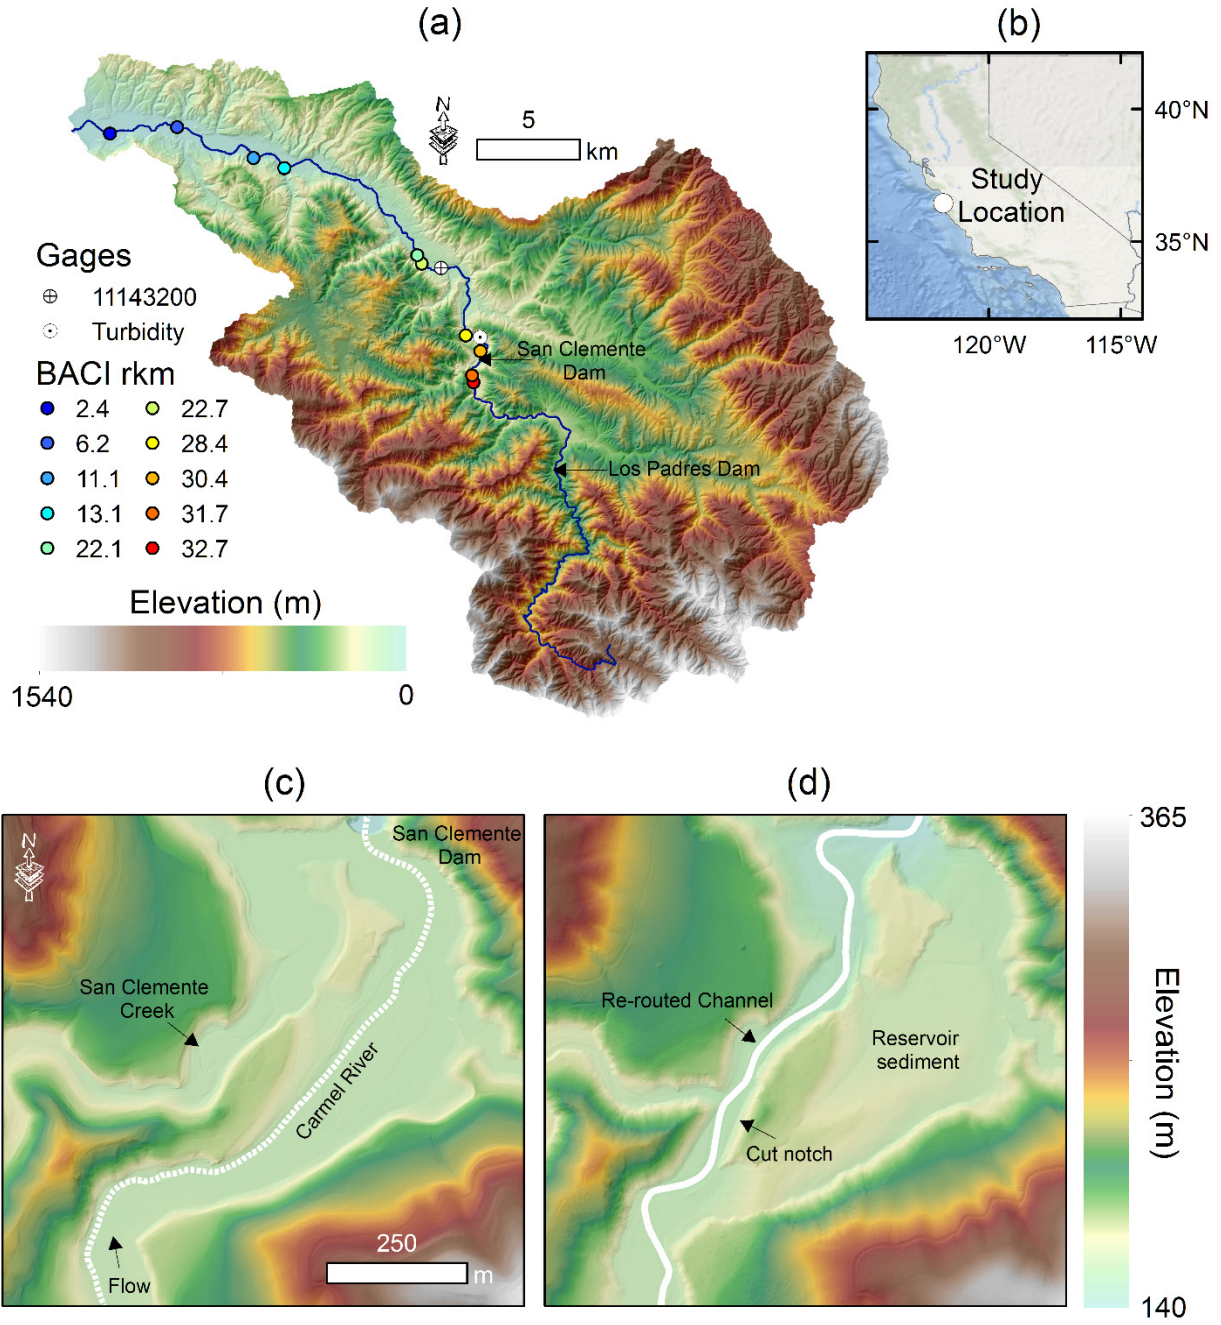 (a)
(b)
N
5
km
40°N
35°N
120°W
115°W
Study
Location
Gages
11143200
Turbidity
BACI rkm
2.4
22.7
6.2
28.4
11.1
30.4
13.1
31.7
22.1
32.7
San Clemente
Dam
Los Padres Dam
Elevation (m)
1540
0
(c)
(d)
N
San Clemente
Dam
San Clemente
Creek
Carmel River
Flow
250
m
Re-routed Channel
Reservoir
sediment
Cut notch
365
Elevation (m)
140